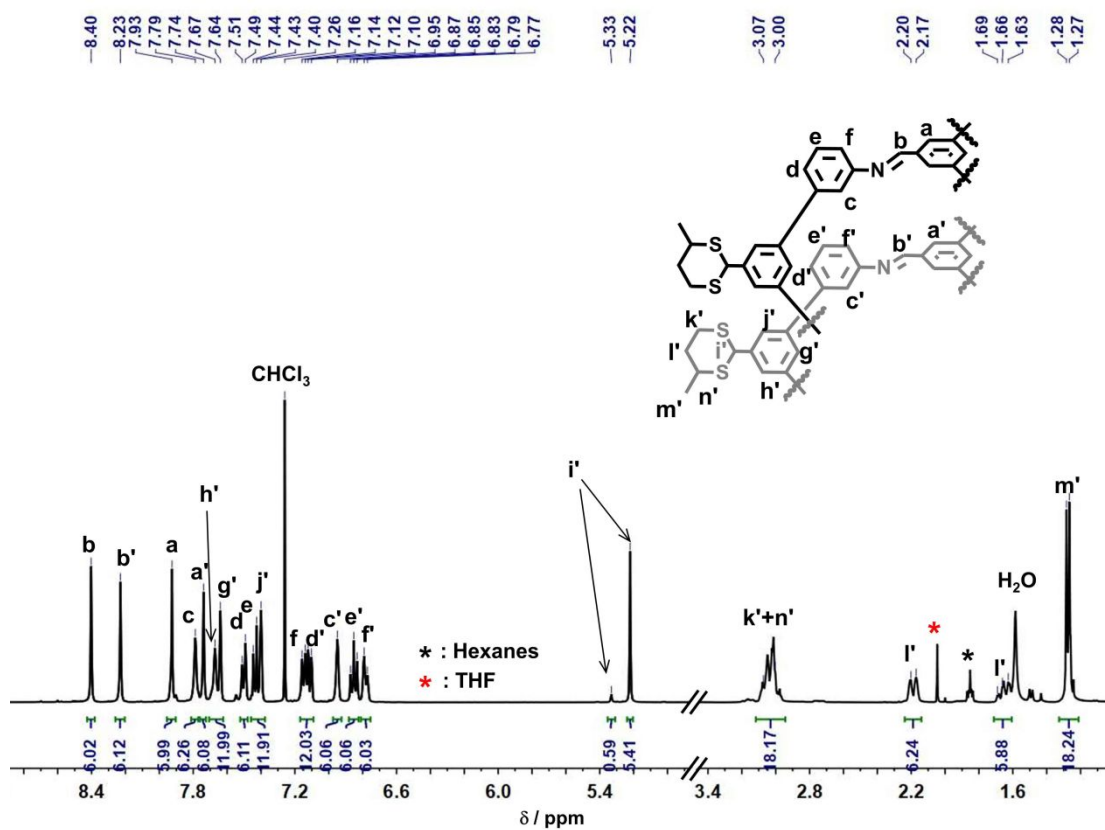 8.40
8.23
7.93
7.79
7.74
7.67
7.64
7.51
7.49
7.44
7.43
7.40
7.26
7.16
7.14
7.12
7.10
6.95
6.87
6.85
6.83
6.79
6.77
5.33
5.22
3.07
3.00
2.20
2.17
1.69
1.66
1.63
1.28
1.27
e f b a
d N
c
S
S
e' f' b' a'
d' N
c'
k' S j'
l' i' g'
S
n' h'
m'
CHCl3
h'
i'
m'
b b' a a' g' j'
c d e
f d' c' e' f'
k'+n'
H2O
l' * * l'
* : Hexanes
* : THF
6.02
6.12
5.99
6.26
6.08
11.99
6.11
11.91
12.03
6.06
6.06
6.03
0.59
5.41
18.17
6.24
5.88
18.24
8.4 7.8 7.2 6.6 6.0 5.4 3.4 2.8 2.2 1.6
δ / ppm